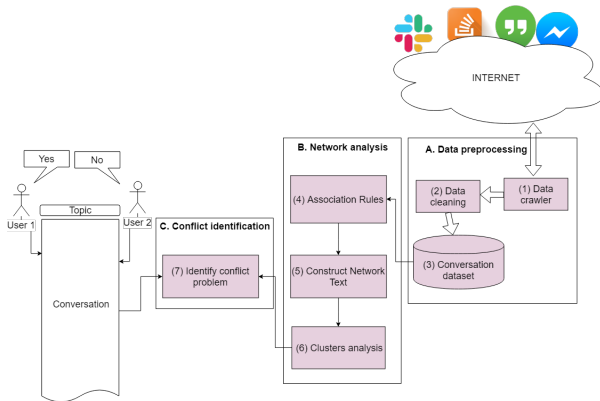 INTERNET
B. Network analysis
A. Data preprocessing
Yes
No
(2) Data
cleaning
(1) Data
crawler
(4) Association Rules
User 1
Topic
User 2
C. Conflict identification
(7) Identify conflict
problem
(5) Construct Network
Text
(3) Conversation
dataset
Conversation
(6) Clusters analysis